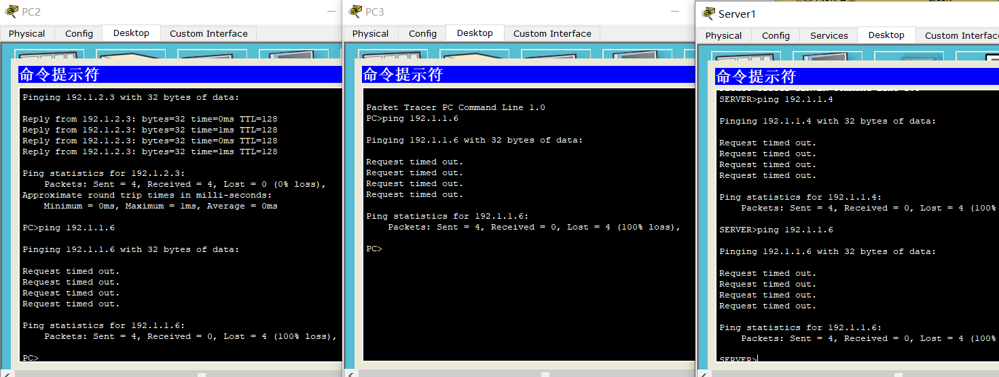 PC2
Physical Config Desktop Custom Interface
命令提示符
Pinging 192.1.2.3 with 32 bytes of data:
Reply from 192.1.2.3: bytes=32 time=0ms TTL=128
Reply from 192.1.2.3: bytes=32 time=1ms TTL=128
Reply from 192.1.2.3: bytes=32 time=0ms TTL=128
Reply from 192.1.2.3: bytes=32 time=1ms TTL=128
Ping statistics for 192.1.2.3:
Packets: Sent = 4, Received = 4, Lost = 0 (0% loss),
Approximate round trip times in milli-seconds:
Minimum = 0ms, Maximum = 1ms, Average = 0ms
PC>ping 192.1.1.6
Pinging 192.1.1.6 with 32 bytes of data:
Request timed out.
Request timed out.
Request timed out.
Request timed out.
Ping statistics for 192.1.1.6:
Packets: Sent = 4, Received = 0, Lost = 4 (100% loss),
PC>
PC3
Physical Config Desktop Custom Interface
命令提示符
Packet Tracer PC Command Line 1.0
PC>ping 192.1.1.6
Pinging 192.1.1.6 with 32 bytes of data:
Request timed out.
Request timed out.
Request timed out.
Request timed out.
Ping statistics for 192.1.1.6:
Packets: Sent = 4, Received = 0, Lost = 4 (100% loss),
PC>
Server1
Physical Config Services Desktop Custom Interfac
命令提示符
SERVER>ping 192.1.1.4
Pinging 192.1.1.4 with 32 bytes of data:
Request timed out.
Request timed out.
Request timed out.
Request timed out.
Ping statistics for 192.1.1.4:
Packets: Sent = 4, Received = 0, Lost = 4 (100%
SERVER>ping 192.1.1.6
Pinging 192.1.1.6 with 32 bytes of data:
Request timed out.
Request timed out.
Request timed out.
Request timed out.
Ping statistics for 192.1.1.6:
Packets: Sent = 4, Received = 0, Lost = 4 (100%
SERVER>